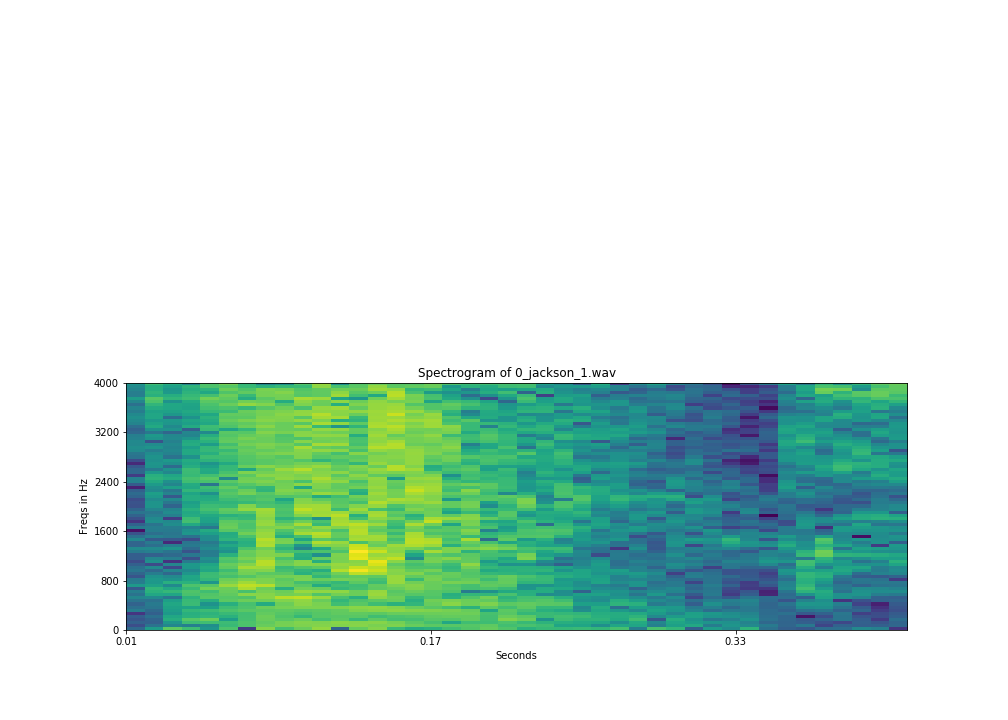 Spectrogram of 0_jackson_1.wav
4000
3200
2400
1600
800
0
Freqs in Hz
0.01 0.17 0.33
Seconds